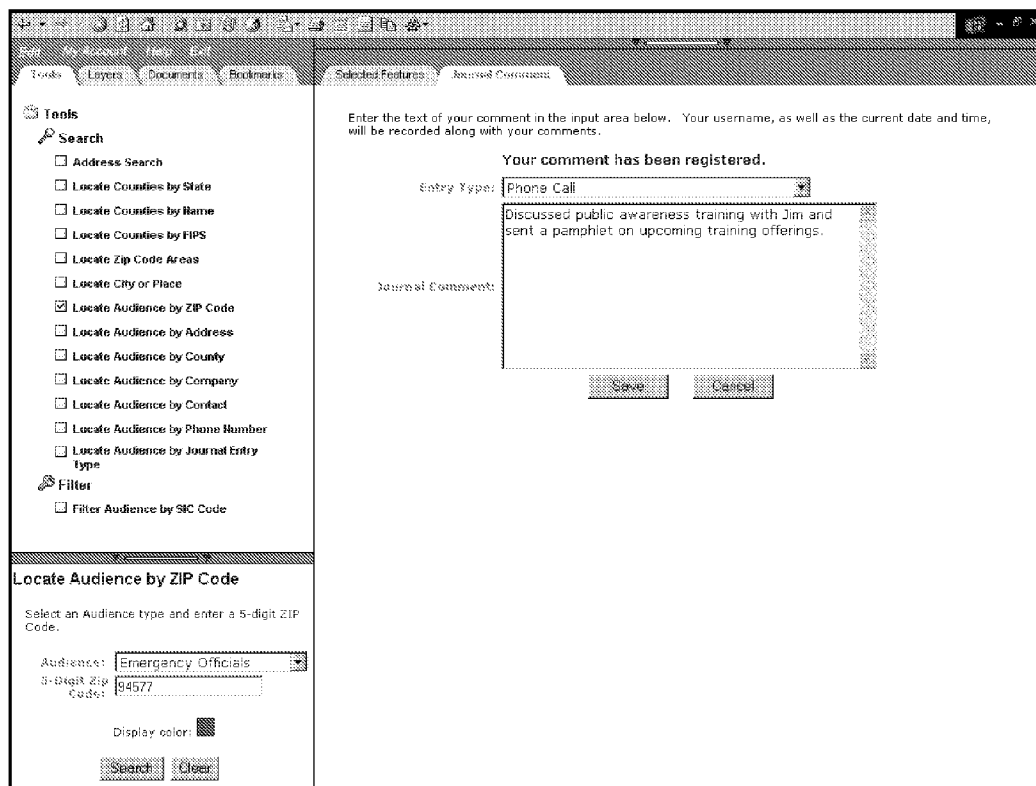 Edit My Account Help Exit
Tools Layers Documents Bookmarks
Selected Features Journal Comment
Tools
Search
Address Search
Locate Counties by State
Locate Counties by Name
Locate Counties by FIPS
Locate Zip Code Areas
Locate City or Place
Locate Audience by ZIP Code
Locate Audience by Address
Locate Audience by County
Locate Audience by Company
Locate Audience by Contact
Locate Audience by Phone Number
Locate Audience by Journal Entry
Type
Filter
Filter Audience by SIC Code
Locate Audience by ZIP Code
Select an Audience type and enter a 5-digit ZIP
Code.
Audience: Emergency Officials
5-Digit Zip
Code: 94577
Display color:
Search Clear
Enter the text of your comment in the input area below. Your username, as well as the current date and time,
will be recorded along with your comments.
Your comment has been registered.
Entry Type: Phone Call
Journal Comment:
Discussed public awareness training with Jim and
sent a pamphlet on upcoming training offerings.
Save Cancel